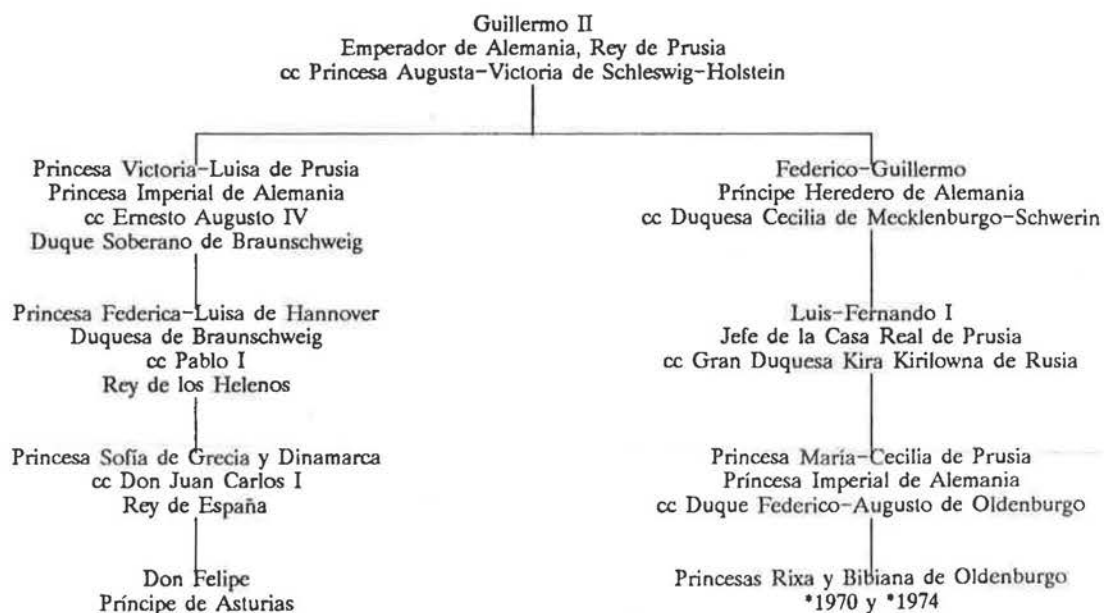 Guillermo II
Emperador de Alemania, Rey de Prusia
cc Princesa Augusta-Victoria de Schleswig-Holstein
Princesa Victoria-Luisa de Prusia
Princesa Imperial de Alemania
cc Ernesto Augusto IV
Duque Soberano de Braunschweig
Federico-Guillermo
Príncipe Heredero de Alemania
cc Duquesa Cecilia de Mecklenburgo-Schwerin
Princesa Federica-Luisa de Hannover
Duquesa de Braunschweig
cc Pablo I
Rey de los Helenos
Luis-Fernando I
Jefe de la Casa Real de Prusia
cc Gran Duquesa Kira Kirilowna de Rusia
Princesa Sofía de Grecia y Dinamarca
cc Don Juan Carlos I
Rey de España
Princesa María-Cecilia de Prusia
Princesa Imperial de Alemania
cc Duque Federico-Augusto de Oldenburgo
Don Felipe
Príncipe de Asturias
Princesas Rixa y Bibiana de Oldenburgo
*1970 y *1974